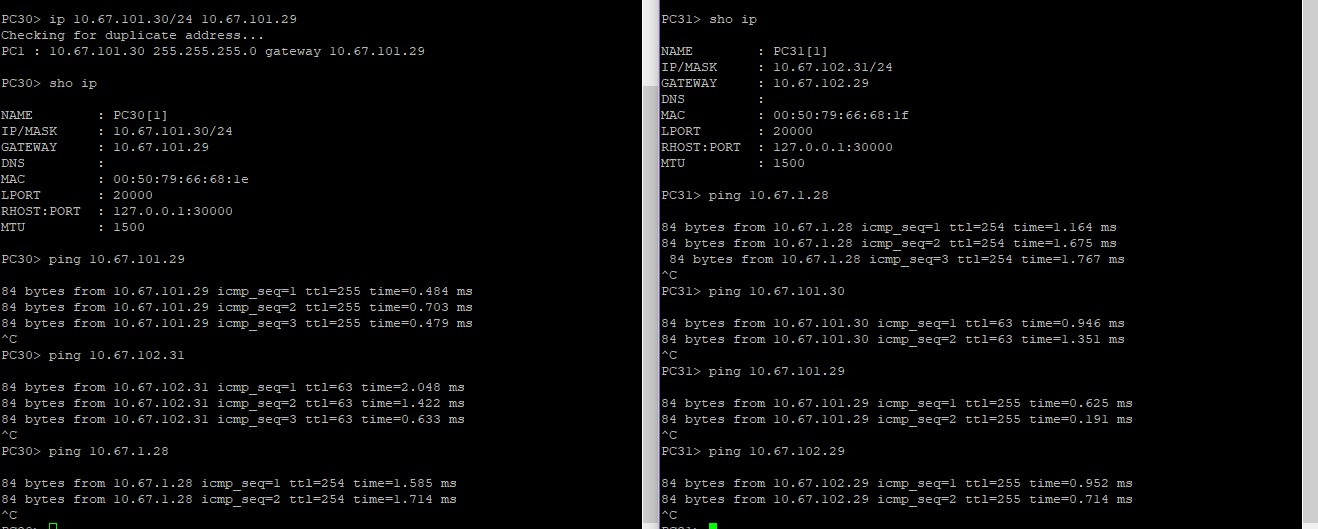 PC30> ip 10.67.101.30/24 10.67.101.29
Checking for duplicate address...
PC1 : 10.67.101.30 255.255.255.0 gateway 10.67.101.29
PC30> sho ip
NAME : PC30[1]
IP/MASK : 10.67.101.30/24
GATEWAY : 10.67.101.29
DNS :
MAC : 00:50:79:66:68:1e
LPORT : 20000
RHOST:PORT : 127.0.0.1:30000
MTU : 1500
PC30> ping 10.67.101.29
84 bytes from 10.67.101.29 icmp_seq=1 ttl=255 time=0.484 ms
84 bytes from 10.67.101.29 icmp_seq=2 ttl=255 time=0.703 ms
84 bytes from 10.67.101.29 icmp_seq=3 ttl=255 time=0.479 ms
^C
PC30> ping 10.67.102.31
84 bytes from 10.67.102.31 icmp_seq=1 ttl=63 time=2.048 ms
84 bytes from 10.67.102.31 icmp_seq=2 ttl=63 time=1.422 ms
84 bytes from 10.67.102.31 icmp_seq=3 ttl=63 time=0.633 ms
^C
PC30> ping 10.67.1.28
84 bytes from 10.67.1.28 icmp_seq=1 ttl=254 time=1.585 ms
84 bytes from 10.67.1.28 icmp_seq=2 ttl=254 time=1.714 ms
^C
PC31> sho ip
NAME : PC31[1]
IP/MASK : 10.67.102.31/24
GATEWAY : 10.67.102.29
DNS :
MAC : 00:50:79:66:68:1f
LPORT : 20000
RHOST:PORT : 127.0.0.1:30000
MTU : 1500
PC31> ping 10.67.1.28
84 bytes from 10.67.1.28 icmp_seq=1 ttl=254 time=1.164 ms
84 bytes from 10.67.1.28 icmp_seq=2 ttl=254 time=1.675 ms
84 bytes from 10.67.1.28 icmp_seq=3 ttl=254 time=1.767 ms
^C
PC31> ping 10.67.101.30
84 bytes from 10.67.101.30 icmp_seq=1 ttl=63 time=0.946 ms
84 bytes from 10.67.101.30 icmp_seq=2 ttl=63 time=1.351 ms
^C
PC31> ping 10.67.101.29
84 bytes from 10.67.101.29 icmp_seq=1 ttl=255 time=0.625 ms
84 bytes from 10.67.101.29 icmp_seq=2 ttl=255 time=0.191 ms
^C
PC31> ping 10.67.102.29
84 bytes from 10.67.102.29 icmp_seq=1 ttl=255 time=0.952 ms
84 bytes from 10.67.102.29 icmp_seq=2 ttl=255 time=0.714 ms
^C